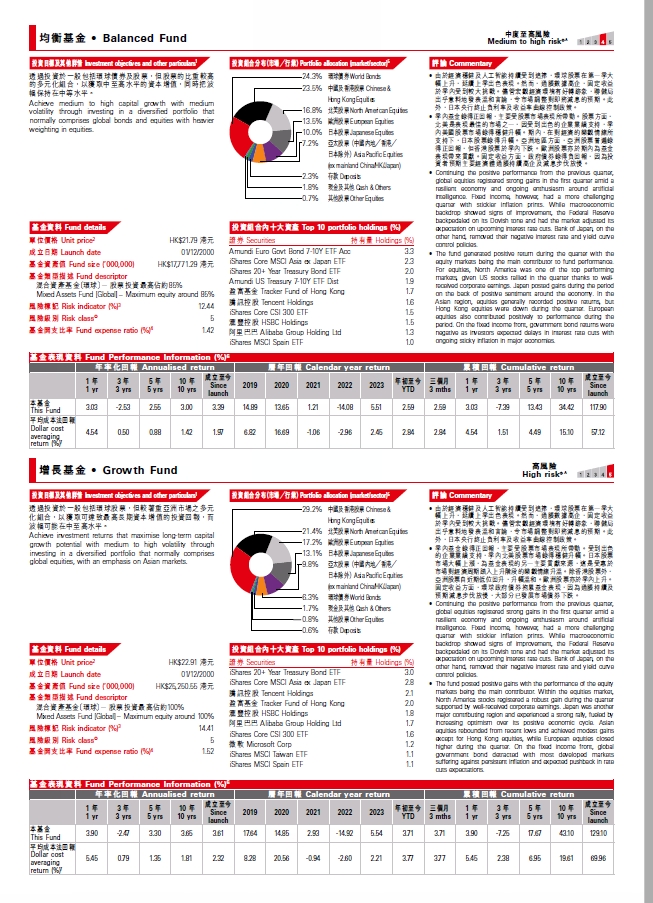 均衡基金 • Balanced Fund
中度至高風險
Medium to high risk
1 2 3 4 5
投資目標及其他詳情 Investment objectives and other particulars¹
透過投資於一般包括環球債券及股票，但股票的比重較高的多元化組合，以獲取中至高水平的資本增值，同時把波幅保持在中等水平。
Achieve medium to high capital growth with medium
volatility through investing in a diversified portfolio that
normally comprises global bonds and equities with heavier
weighting in equities.
投資組合分布(市場／行業) Portfolio allocation (market/sector)⁵
24.3% 環球債券 World Bonds
23.5% 中國及香港股票 Chinese &
Hong Kong Equities
16.8% 北美股票 North American Equities
13.5% 歐洲股票 European Equities
10.0% 日本股票 Japanese Equities
7.2% 亞太股票 (中國內地／香港／
日本除外) Asia Pacific Equities
(ex mainland China/HK/Japan)
2.3% 存款 Deposits
1.8% 現金及其他 Cash & Others
0.7% 其他股票 Other Equities
評論 Commentary
• Continuing the positive performance from the previous quarter,
global equities registered strong gains in the first quarter amid a
resilient economy and ongoing enthusiasm around artificial
intelligence. Fixed income, however, had a more challenging
quarter with stickier inflation prints. While macroeconomic
backdrop showed signs of improvement, the Federal Reserve
backpedaled on its Dovish tone and had the market adjusted its
expectation on upcoming interest rate cuts. Bank of Japan, on the
other hand, removed their negative interest rate and yield curve
control policies.
• The fund generated positive return during the quarter with the
equity markets being the main contributor to fund performance.
For equities, North America was one of the top performing
markets, given US stocks rallied in the quarter thanks to well-
received corporate earnings. Japan posted gains during the period
on the back of positive sentiment around the economy. In the
Asian region, equities generally recorded positive returns, but
Hong Kong equities were down during the quarter. European
equities also contributed positively to performance during the
period. On the fixed income front, government bond returns were
negative as investors expected delays in interest rate cuts with
ongoing sticky inflation in major economies.
基金資料 Fund details
單位價格 Unit price² HK$21.79 港元
成立日期 Launch date 01/12/2000
基金資產值 Fund size ('000,000) HK$17,771.29 港元
基金類型描述 Fund descriptor
混合資產基金(環球) — 股票投資最高佔約85%
Mixed Assets Fund [Global] – Maximum equity around 85%
風險標記 Risk indicator (%)³ 12.44
風險級別 Risk class 5
基金開支比率 Fund expense ratio (%)⁴ 1.42
投資組合內十大資產 Top 10 portfolio holdings (%)
證券 Securities 持有量 Holdings (%)
Amundi Euro Govt Bond 7-10Y ETF Acc 3.3
iShares Core MSCI Asia ex Japan ETF 2.3
iShares 20+ Year Treasury Bond ETF 2.0
Amundi US Treasury 7-10Y ETF Dist 1.9
盈富基金 Tracker Fund of Hong Kong 1.7
騰訊控股 Tencent Holdings 1.6
iShares Core CSI 300 ETF 1.5
滙豐控股 HSBC Holdings 1.5
阿里巴巴 Alibaba Group Holding Ltd 1.3
iShares MSCI Spain ETF 1.0
基金表現資料 Fund Performance Information (%)⁶
年率化回報 Annualised return 曆年回報 Calendar year return 累積回報 Cumulative return
1 年 1 yr 3 年 3 yrs 5 年 5 yrs 10 年 10 yrs 成立至今 Since launch 2019 2020 2021 2022 2023 年初至今 YTD 三個月 3 mths 1 年 1 yr 3 年 3 yrs 5 年 5 yrs 10 年 10 yrs 成立至今 Since launch
本基金
This Fund 3.03 -2.53 2.55 3.00 3.39 14.89 13.65 1.21 -14.08 5.51 2.59 2.59 3.03 -7.39 13.43 34.42 117.90
平均成本法回報
Dollar cost averaging return (%)⁷ 4.54 0.50 0.88 1.42 1.97 6.82 16.69 -1.06 -2.96 2.45 2.84 2.84 4.54 1.51 4.49 15.10 57.12
增長基金 • Growth Fund
高風險
High risk
1 2 3 4 5
投資目標及其他詳情 Investment objectives and other particulars¹
透過投資於一般包括環球股票，但較著重亞洲市場之多元化組合，以獲取可達致最高長期資本增值的投資回報，而波幅可能在中至高水平。
Achieve investment returns that maximise long-term capital
growth potential with medium to high volatility through
investing in a diversified portfolio that normally comprises
global equities, with an emphasis on Asian markets.
投資組合分布(市場／行業) Portfolio allocation (market/sector)⁵
29.2% 中國及香港股票 Chinese &
Hong Kong Equities
21.4% 北美股票 North American Equities
17.2% 歐洲股票 European Equities
13.1% 日本股票 Japanese Equities
9.8% 亞太股票 (中國內地／香港／
日本除外) Asia Pacific Equities
(ex mainland China/HK/Japan)
6.3% 環球債券 World Bonds
1.7% 現金及其他 Cash & Others
0.8% 其他股票 Other Equities
0.6% 存款 Deposits
評論 Commentary
• Continuing the positive performance from the previous quarter,
global equities registered strong gains in the first quarter amid a
resilient economy and ongoing enthusiasm around artificial
intelligence. Fixed income, however, had a more challenging
quarter with stickier inflation prints. While macroeconomic
backdrop showed signs of improvement, the Federal Reserve
backpedaled on its Dovish tone and had the market adjusted its
expectation on upcoming interest rate cuts. Bank of Japan, on the
other hand, removed their negative interest rate and yield curve
control policies.
• The fund posted positive gains with the performance of the equity
markets being the main contributor. Within the equities market,
North America stocks registered a robust gain during the quarter
supported by well-received corporate earnings. Japan was another
major contributing region and experienced a strong rally, fueled by
increasing optimism over its positive economic cycle. Asian
equities rebounded from recent lows and achieved modest gains
except for Hong Kong equities, while European equities closed
higher during the quarter. On the fixed income front, global
government bond detracted with most developed markets
suffering against persistent inflation and expected pushback in rate
cuts expectations.
基金資料 Fund details
單位價格 Unit price² HK$22.91 港元
成立日期 Launch date 01/12/2000
基金資產值 Fund size ('000,000) HK$25,250.55 港元
基金類型描述 Fund descriptor
混合資產基金(環球) — 股票投資最高佔約100%
Mixed Assets Fund [Global] – Maximum equity around 100%
風險標記 Risk indicator (%)³ 14.41
風險級別 Risk class 5
基金開支比率 Fund expense ratio (%)⁴ 1.52
投資組合內十大資產 Top 10 portfolio holdings (%)
證券 Securities 持有量 Holdings (%)
iShares 20+ Year Treasury Bond ETF 3.0
iShares Core MSCI Asia ex Japan ETF 2.8
騰訊控股 Tencent Holdings 2.1
盈富基金 Tracker Fund of Hong Kong 2.0
滙豐控股 HSBC Holdings 1.8
阿里巴巴 Alibaba Group Holding Ltd 1.7
iShares Core CSI 300 ETF 1.6
微軟 Microsoft Corp 1.2
iShares MSCI Taiwan ETF 1.1
iShares MSCI Spain ETF 1.1
基金表現資料 Fund Performance Information (%)⁶
年率化回報 Annualised return 曆年回報 Calendar year return 累積回報 Cumulative return
1 年 1 yr 3 年 3 yrs 5 年 5 yrs 10 年 10 yrs 成立至今 Since launch 2019 2020 2021 2022 2023 年初至今 YTD 三個月 3 mths 1 年 1 yr 3 年 3 yrs 5 年 5 yrs 10 年 10 yrs 成立至今 Since launch
本基金
This Fund 3.90 -2.47 3.30 3.65 3.61 17.64 14.85 2.93 -14.92 5.54 3.71 3.71 3.90 -7.25 17.67 43.10 129.10
平均成本法回報
Dollar cost averaging return (%)⁷ 5.45 0.79 1.35 1.81 2.32 8.28 20.56 -0.94 -2.60 2.21 3.77 3.77 5.45 2.38 6.95 19.61 69.96